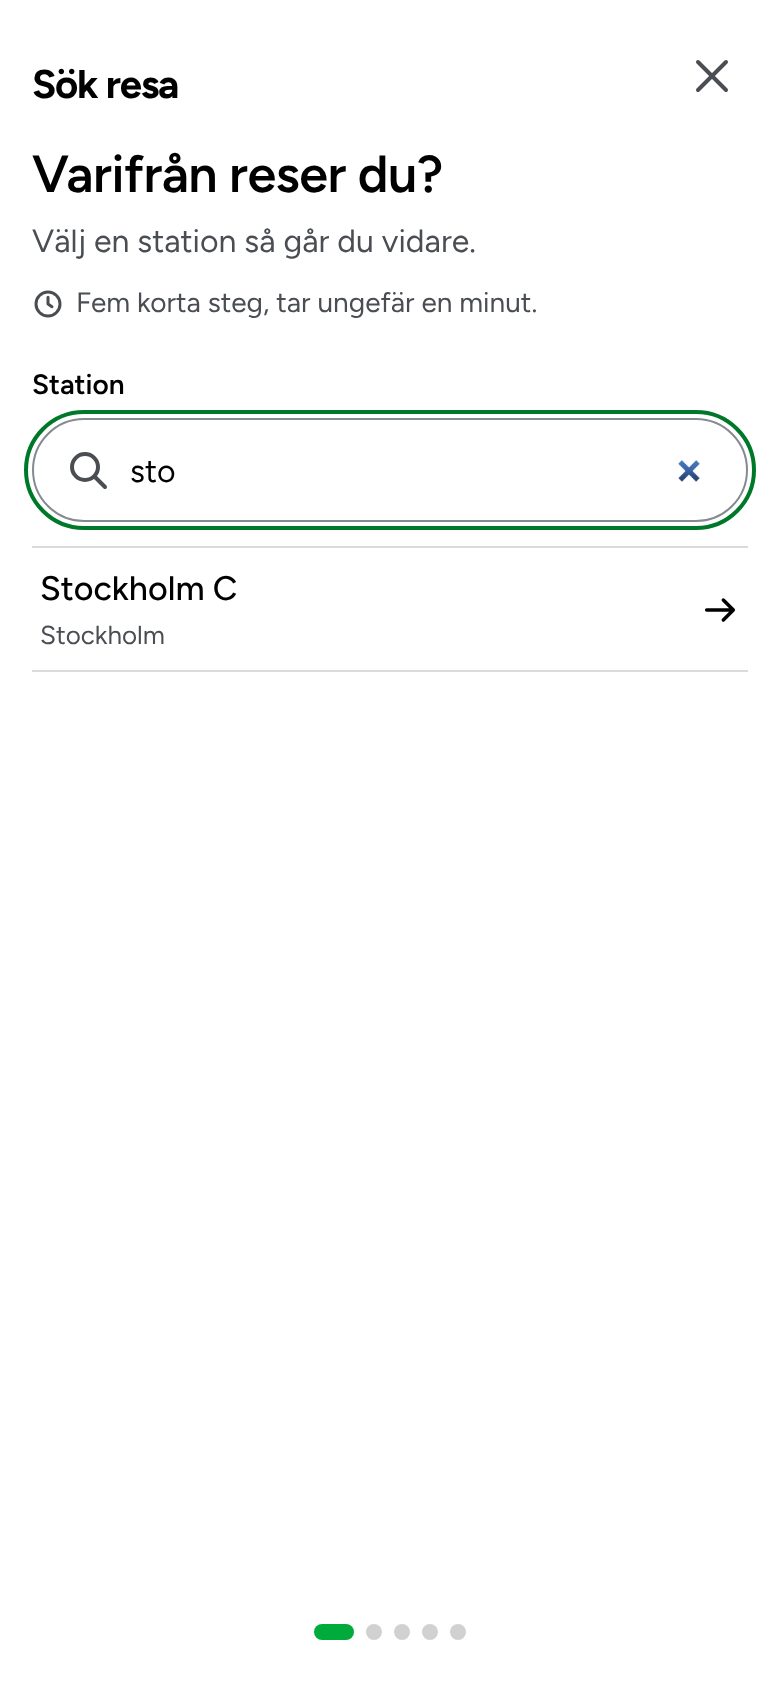 Sök resa
Varifrån reser du?
Välj en station så går du vidare.
Fem korta steg, tar ungefär en minut.
Station
sto
Stockholm C
Stockholm